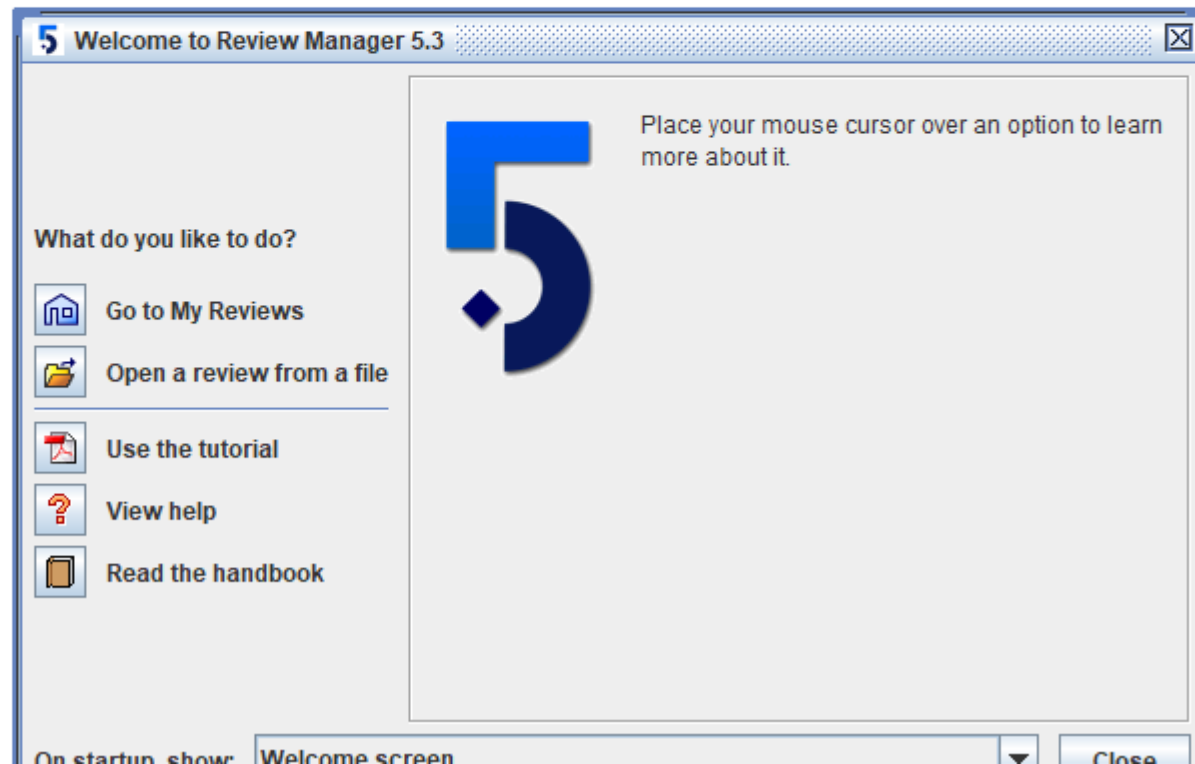 5 Welcome to Review Manager 5.3
Place your mouse cursor over an option to learn
more about it.
5
What do you like to do?
Go to My Reviews
Open a review from a file
Use the tutorial
View help
Read the handbook
On startup, show: Welcome screen Close